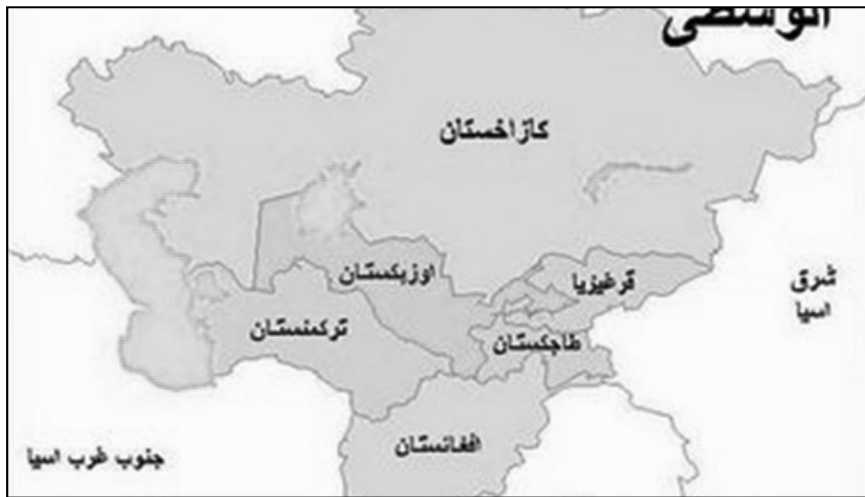 الوسطى
كازاخستان
اوزبكستان
قرغيزيا
شرق
اسيا
تركمنستان
طاجكستان
افغانستان
جنوب غرب اسيا